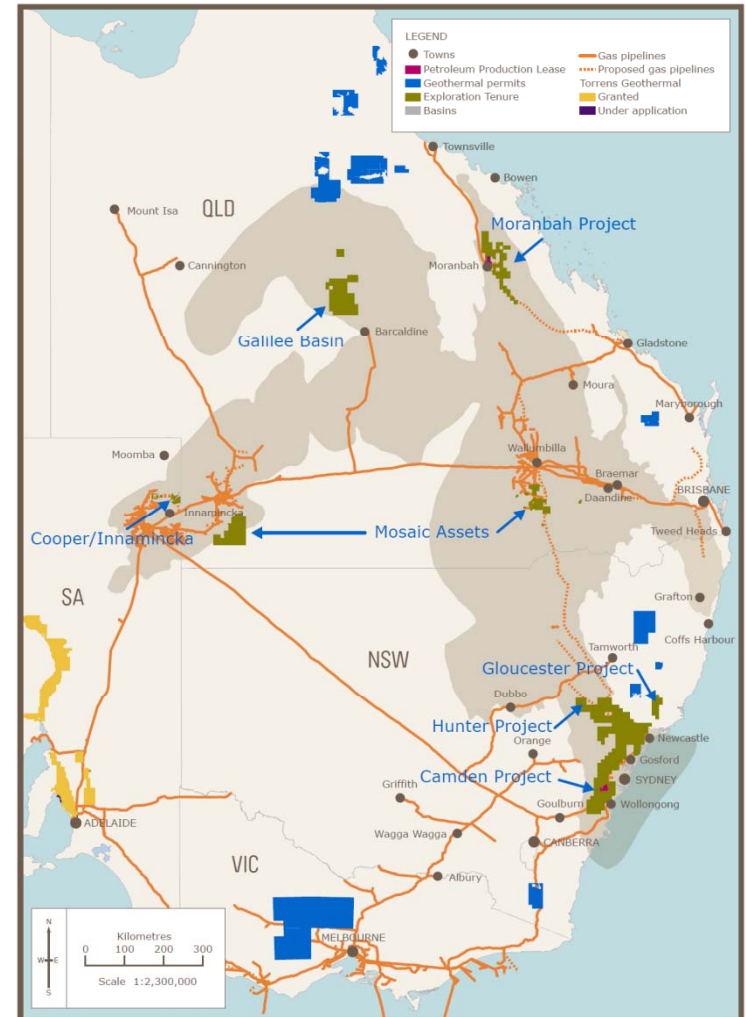 LEGEND
Towns
Petroleum Production Lease
Geothermal permits
Exploration Tenure
Basins
Gas pipelines
Proposed gas pipelines
Torrens Geothermal
Granted
Under application
Townsville
Bowen
Mount Isa
QLD
Moranbah Project
Cannington
Moranbah
Galilee Basin
Barcaldine
Gladstone
Moura
Maryborough
Moomba
Wallumbilla
Braemar
Daandine
BRISBANE
Innamincka
Cooper/Innamincka
Mosaic Assets
Tweed Heads
SA
Grafton
Coffs Harbour
NSW
Tamworth
Gloucester Project
Dubbo
Hunter Project
Newcastle
Orange
Gosford
Camden Project
SYDNEY
Griffith
Goulburn
Wollongong
ADELAIDE
Wagga Wagga
CANBERRA
VIC
Albury
MELBOURNE
N
W
E
S
Kilometres
0 100 200 300
Scale 1:2,300,000